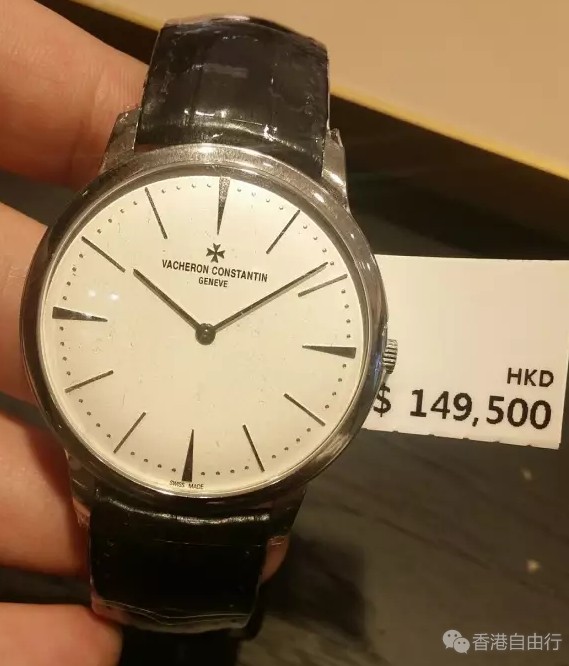 VACHERON CONSTANTIN
GENEVE
SWISS MADE
HKD
$ 149,500
香港自由行